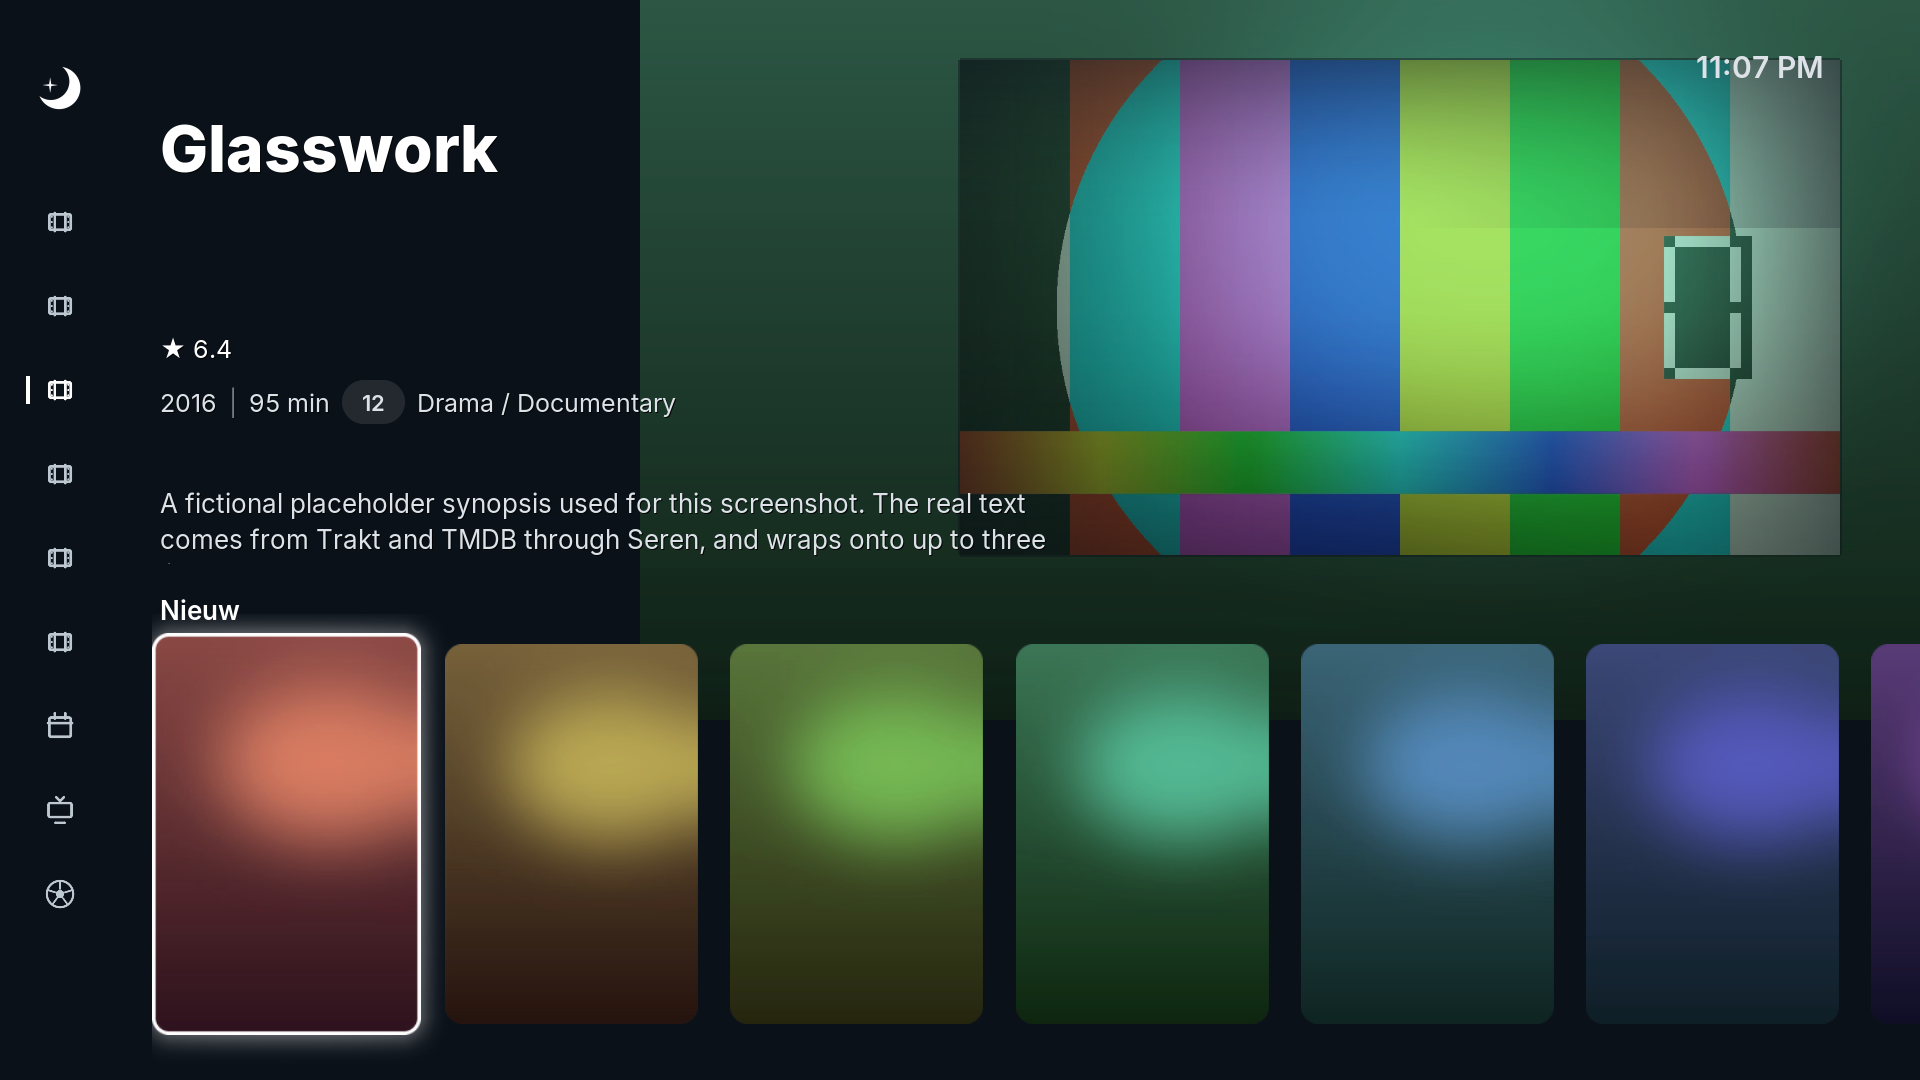 11:07 PM
Glasswork
★ 6.4
2016 | 95 min 12 Drama / Documentary
A fictional placeholder synopsis used for this screenshot. The real text
comes from Trakt and TMDB through Seren, and wraps onto up to three
Nieuw